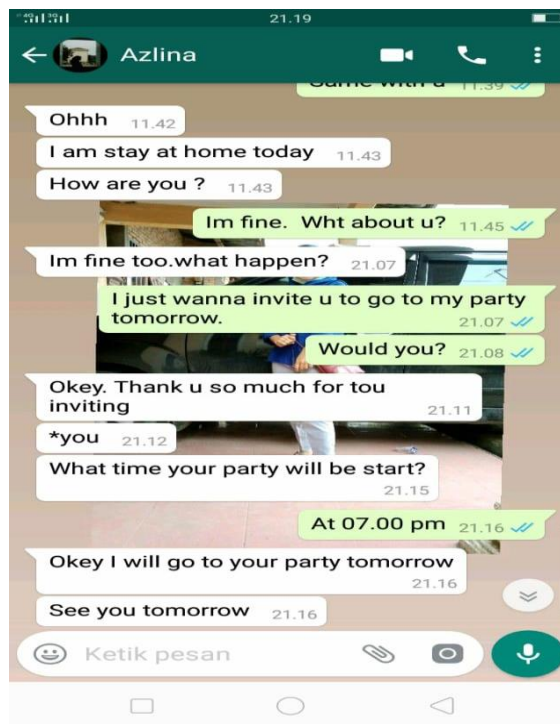 21.19
Azlina
Same with u 11.39
Ohhh 11.42
I am stay at home today 11.43
How are you ? 11.43
Im fine. Wht about u? 11.45
Im fine too.what happen? 21.07
I just wanna invite u to go to my party
tomorrow. 21.07
Would you? 21.08
Okey. Thank u so much for tou
inviting 21.11
*you 21.12
What time your party will be start?
21.15
At 07.00 pm 21.16
Okey I will go to your party tomorrow
21.16
See you tomorrow 21.16
Ketik pesan